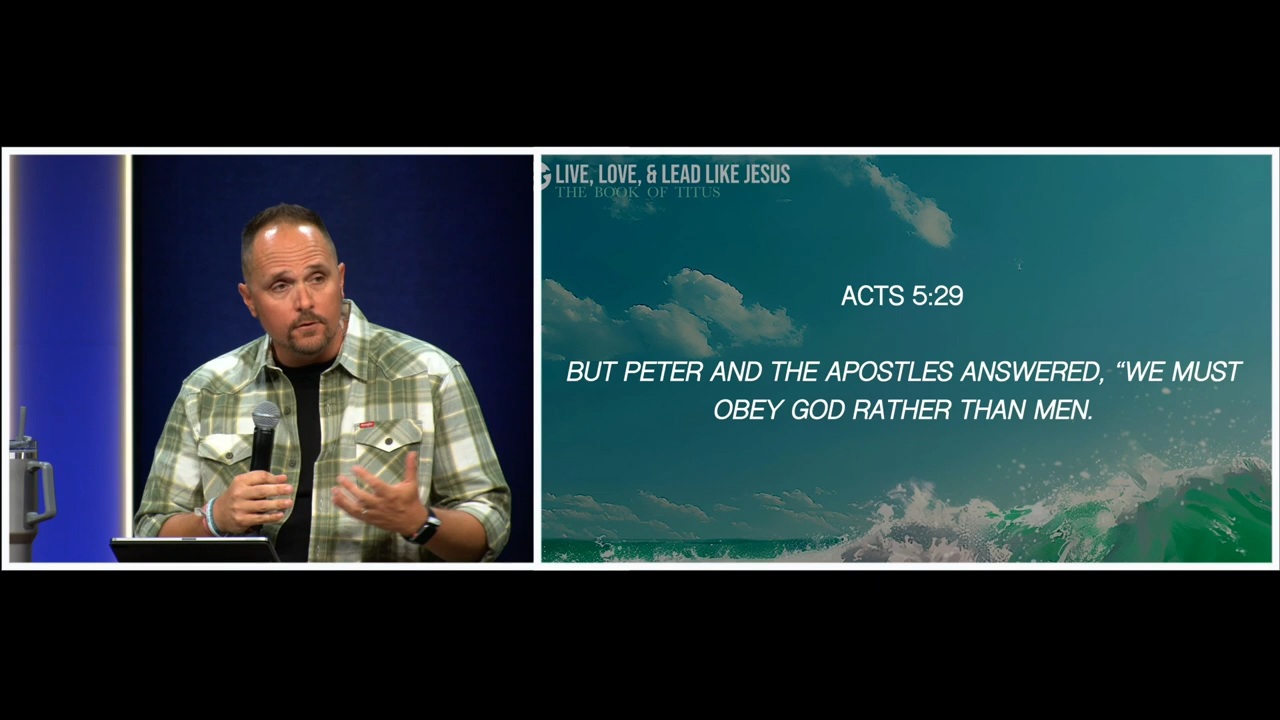 LIVE, LOVE, & LEAD LIKE JESUS
THE BOOK OF TITUS
ACTS 5:29
BUT PETER AND THE APOSTLES ANSWERED, “WE MUST
OBEY GOD RATHER THAN MEN.